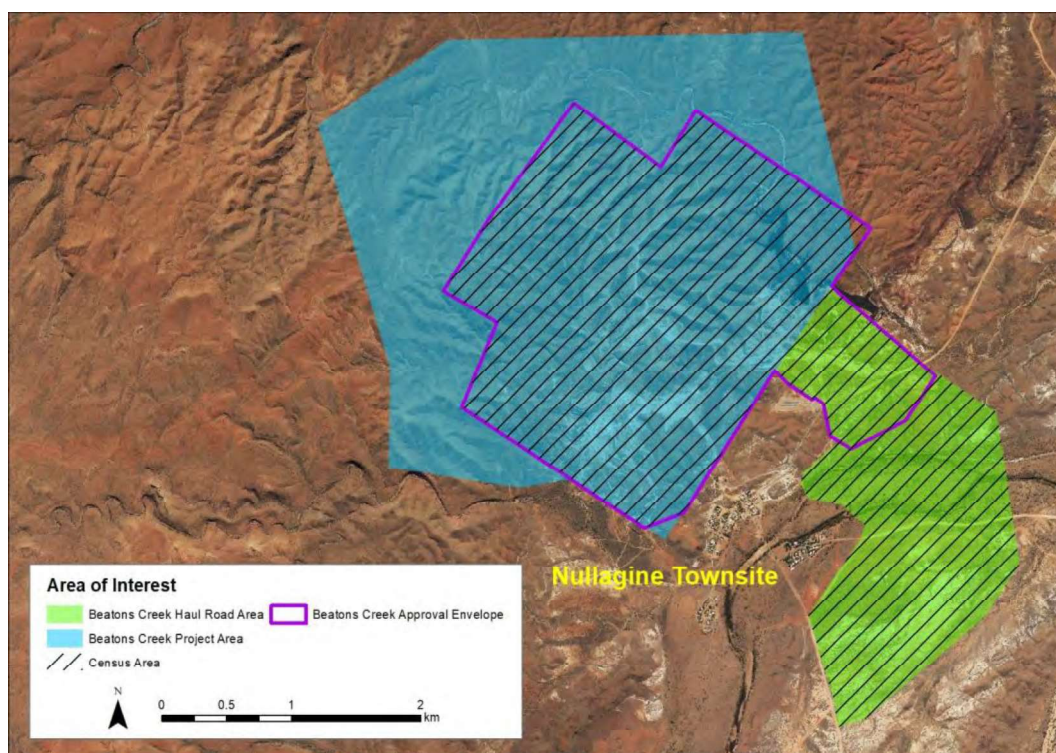 Nullagine Townsite
Area of Interest
Beatons Creek Haul Road Area
Beatons Creek Approval Envelope
Beatons Creek Project Area
Census Area
N
0 0.5 1 2
km